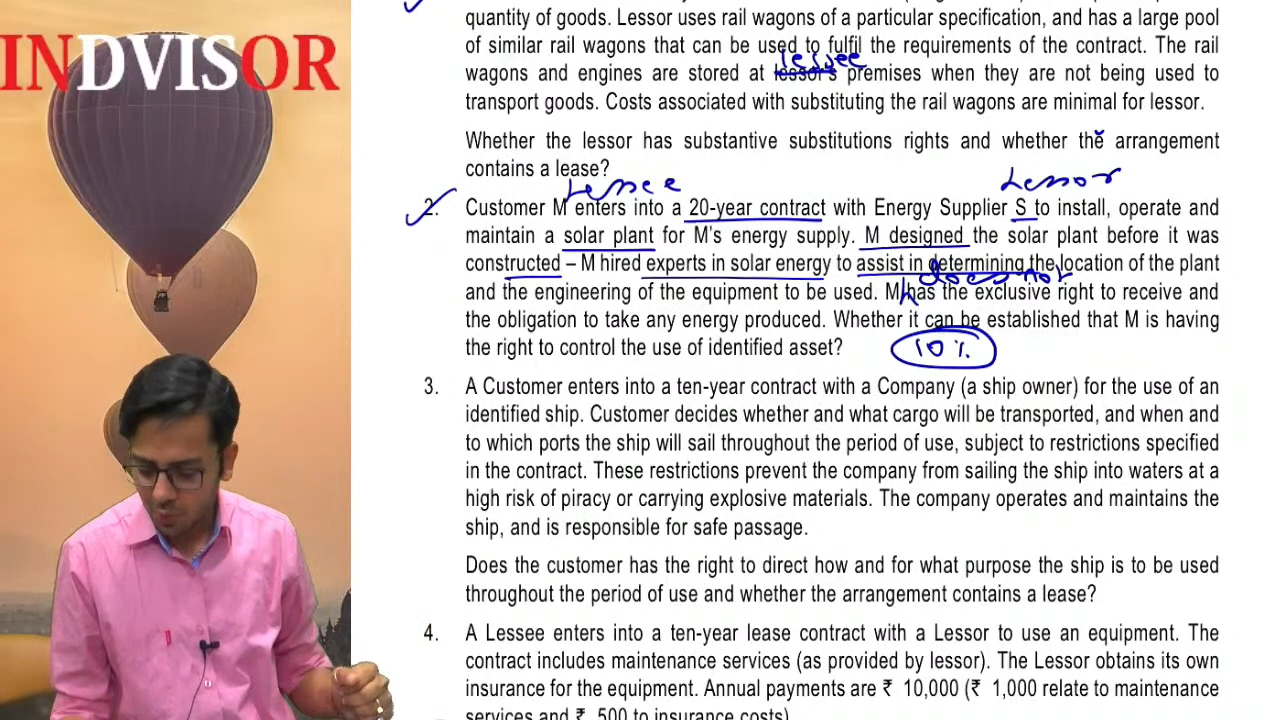 INDVISOR
quantity of goods. Lessor uses rail wagons of a particular specification, and has a large pool
of similar rail wagons that can be used to fulfil the requirements of the contract. The rail
lessee
wagons and engines are stored at lessor's premises when they are not being used to
transport goods. Costs associated with substituting the rail wagons are minimal for lessor.
Whether the lessor has substantive substitutions rights and whether the arrangement
contains a lease?
Lessee Lessor
2. Customer M enters into a 20-year contract with Energy Supplier S to install, operate and
maintain a solar plant for M's energy supply. M designed the solar plant before it was
constructed – M hired experts in solar energy to assist in determining the location of the plant
does not
and the engineering of the equipment to be used. M has the exclusive right to receive and
the obligation to take any energy produced. Whether it can be established that M is having
the right to control the use of identified asset? 10%
3. A Customer enters into a ten-year contract with a Company (a ship owner) for the use of an
identified ship. Customer decides whether and what cargo will be transported, and when and
to which ports the ship will sail throughout the period of use, subject to restrictions specified
in the contract. These restrictions prevent the company from sailing the ship into waters at a
high risk of piracy or carrying explosive materials. The company operates and maintains the
ship, and is responsible for safe passage.
Does the customer has the right to direct how and for what purpose the ship is to be used
throughout the period of use and whether the arrangement contains a lease?
4. A Lessee enters into a ten-year lease contract with a Lessor to use an equipment. The
contract includes maintenance services (as provided by lessor). The Lessor obtains its own
insurance for the equipment. Annual payments are ₹ 10,000 (₹ 1,000 relate to maintenance
services and ₹ 500 to insurance costs)